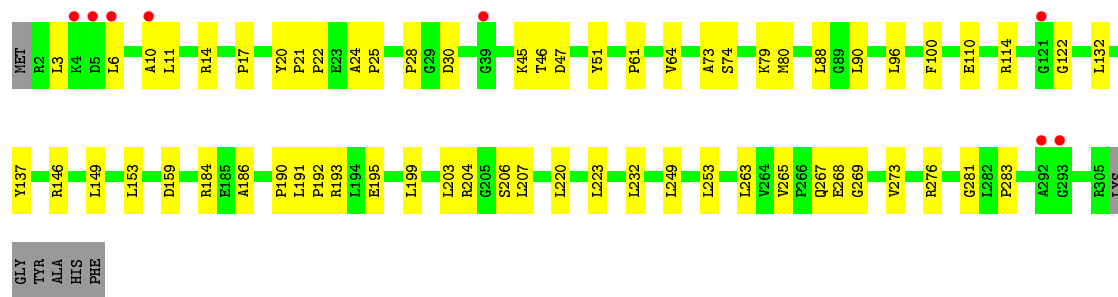 MET R2 L3 K4 D5 L6 A10 L11 R14 P17 Y20 P21 P22 E23 A24 P25 P28 G29 D30 G39 K45 T46 D47 Y51 P61 V64 A73 S74 K79 M80 L88 G89 L90 L96 F100 E110 R114 G121 G122 L132
Y137 R146 L149 L153 D159 R184 E185 A186 P190 L191 P192 R193 L194 E195 L199 L203 R204 G205 S206 L207 L220 L223 L232 L249 L253 L263 V264 V265 P266 Q267 E268 G269 V273 R276 G281 L282 P283 A292 G293 R305 LYS
GLY TYR ALA HIS PHE